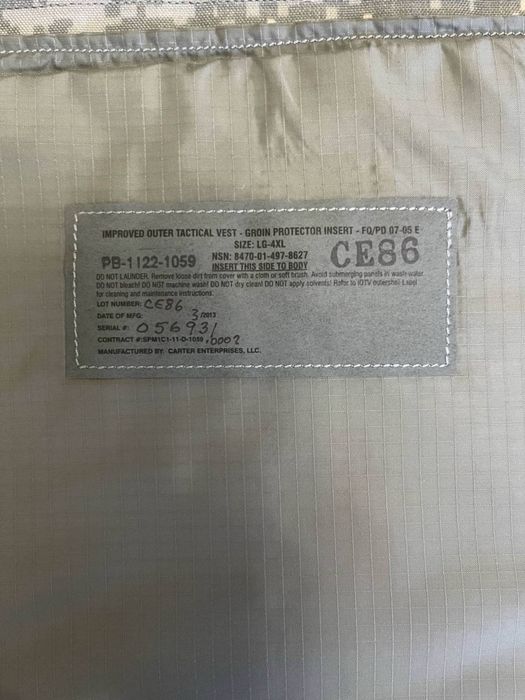 IMPROVED OUTER TACTICAL VEST - GROIN PROTECTOR INSERT - FQ/PD 07-05 E
SIZE: LG-4XL
PB-1122-1059 NSN: 8470-01-497-8627 CE86
INSERT THIS SIDE TO BODY
DO NOT LAUNDER. Remove loose dirt from cover with a cloth or soft brush. Avoid submerging panels in wash water.
DO NOT bleach! DO NOT machine wash! DO NOT dry clean! DO NOT apply solvents! Refer to IOTV outershell Label
for cleaning and maintenance instructions.
LOT NUMBER: CE86
DATE OF MFG: 3/2013
SERIAL #: 056931
CONTRACT #:SPM1C1-11-D-1059, 0002
MANUFACTURED BY: CARTER ENTERPRISES, LLC.